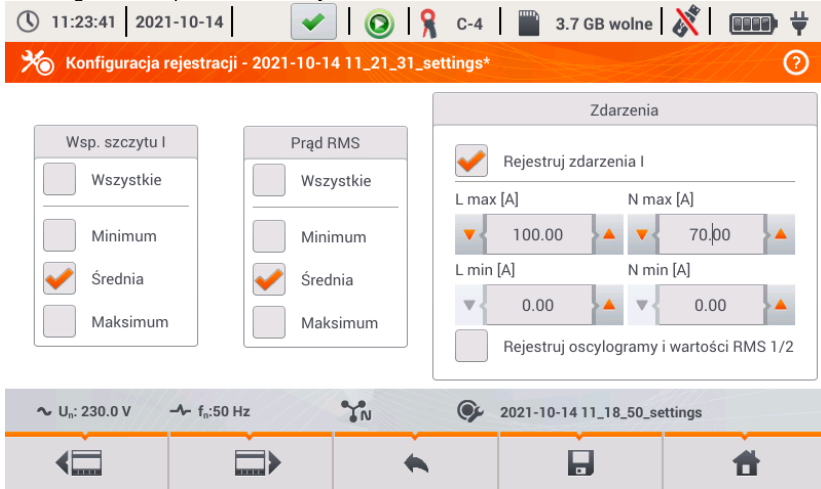 11:23:41 2021-10-14 C-4 3.7 GB wolne
Konfiguracja rejestracji - 2021-10-14 11_21_31_settings* ?
Wsp. szczytu I
Wszystkie
Minimum
Średnia
Maksimum
Prąd RMS
Wszystkie
Minimum
Średnia
Maksimum
Zdarzenia
Rejestruj zdarzenia I
L max [A] N max [A]
100.00 70.00
L min [A] N min [A]
0.00 0.00
Rejestruj oscylogramy i wartości RMS 1/2
Uₙ: 230.0 V fₙ:50 Hz N 2021-10-14 11_18_50_settings